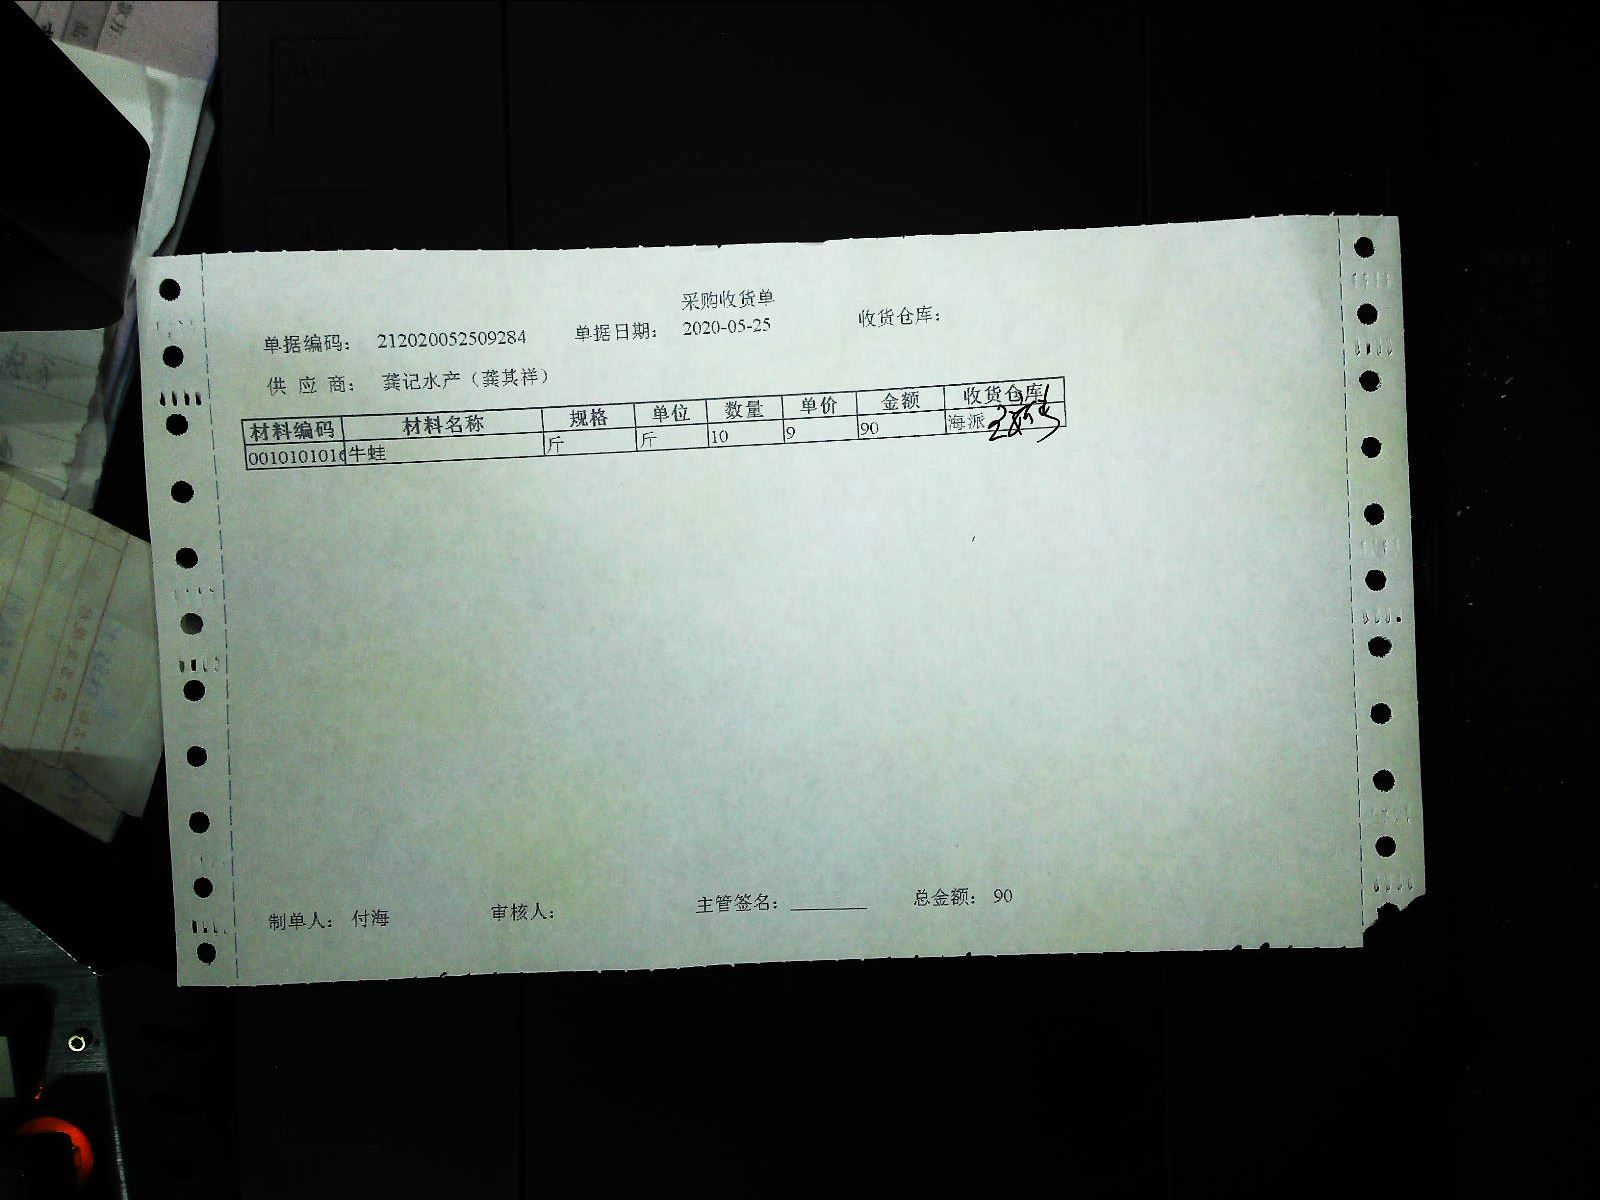 采购收货单
单据编码： 212020052509284 单据日期： 2020-05-25 收货仓库：
供 应 商： 龚记水产（龚其祥）
材料编码 材料名称 规格 单位 数量 单价 金额 收货仓库
001010101 牛蛙 斤 斤 10 9 90 海派
制单人： 付海 审核人： 主管签名： ________ 总金额： 90